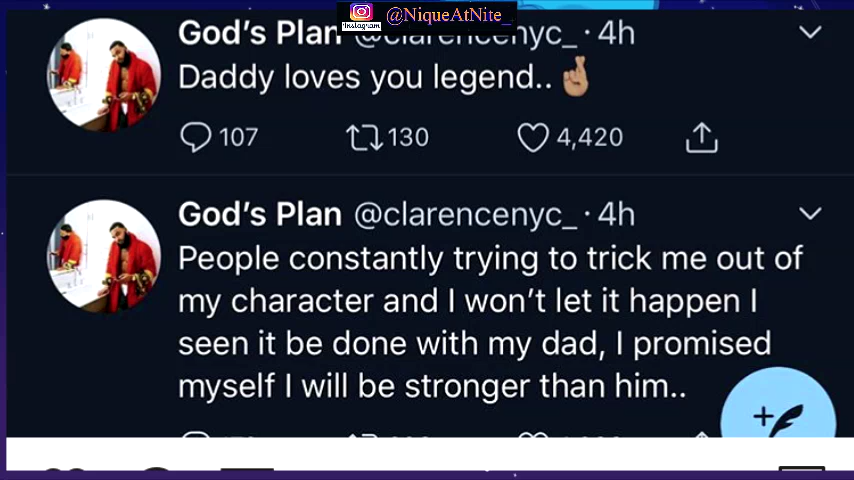 Instagram
@NiqueAtNite_
God's Plan @clarencenyc_ · 4h
Daddy loves you legend..🤞🏽
107 130 4,420
God's Plan @clarencenyc_ · 4h
People constantly trying to trick me out of
my character and I won't let it happen I
seen it be done with my dad, I promised
myself I will be stronger than him..